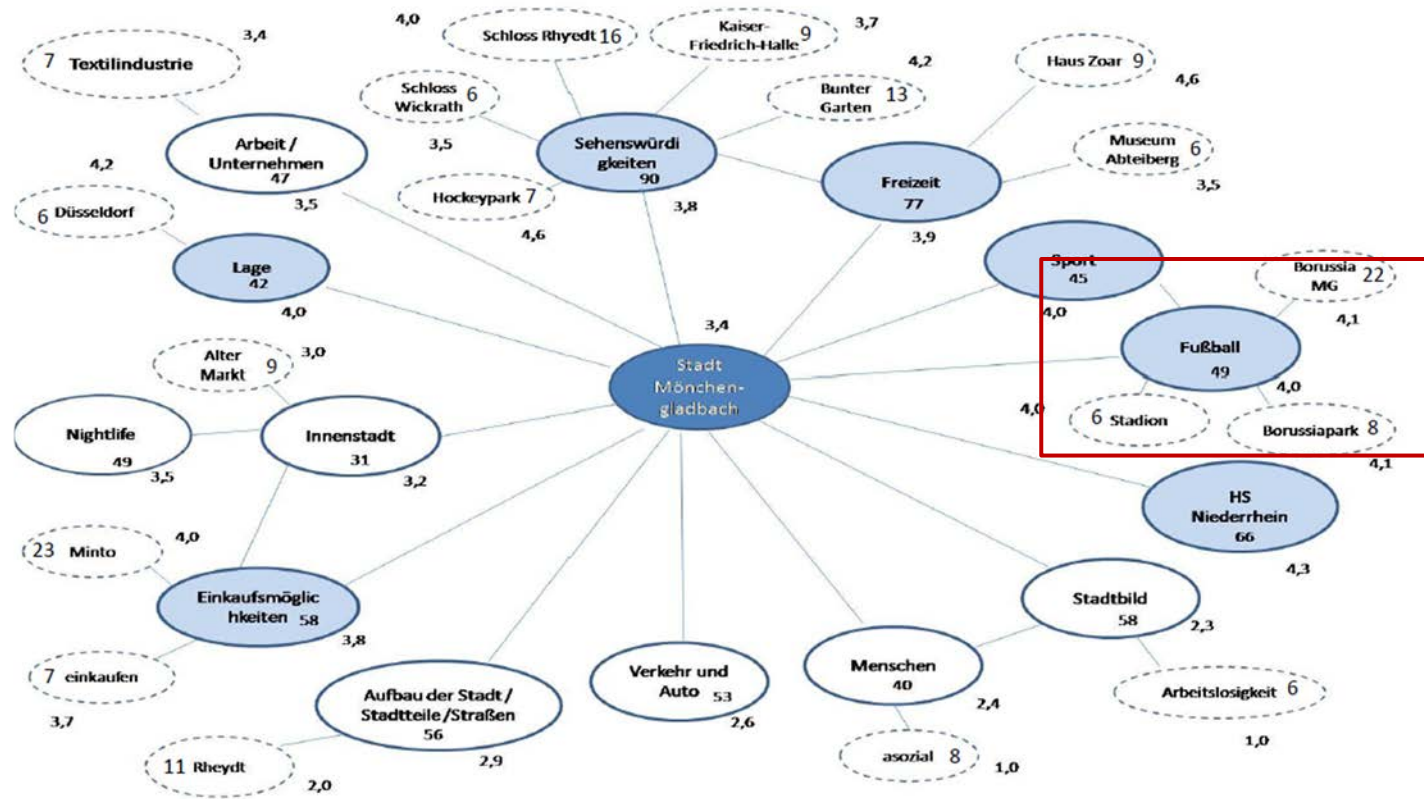 4,0
Schloss Rhyedt 16
Kaiser-
Friedrich-Halle 9
3,7
3,4
7 Textilindustrie
4,2
Haus Zoar 9
4,6
Schloss
Wickrath 6
3,5
Bunter
Garten 13
Arbeit /
Unternehmen
47
3,5
Sehenswürdi
gkeiten
90
3,8
Museum
Abteiberg 6
3,5
4,2
6 Düsseldorf
Hockeypark 7
4,6
Freizeit
77
3,9
Lage
42
4,0
Sport
45
4,0
Borussia
MG 22
4,1
3,4
Stadt
Mönchen-
gladbach
Fußball
49
4,0
3,0
Alter
Markt 9
4,0
6 Stadion
Borussiapark 8
4,1
Nightlife
49
3,5
Innenstadt
31
3,2
HS
Niederrhein
66
4,3
23 Minto
4,0
Einkaufsmöglic
hkeiten 58
3,8
Stadtbild
58
2,3
7 einkaufen
3,7
Aufbau der Stadt /
Stadtteile /Straßen
56
2,9
Verkehr und
Auto 53
2,6
Menschen
40
2,4
Arbeitslosigkeit 6
1,0
11 Rheydt
2,0
asozial 8
1,0